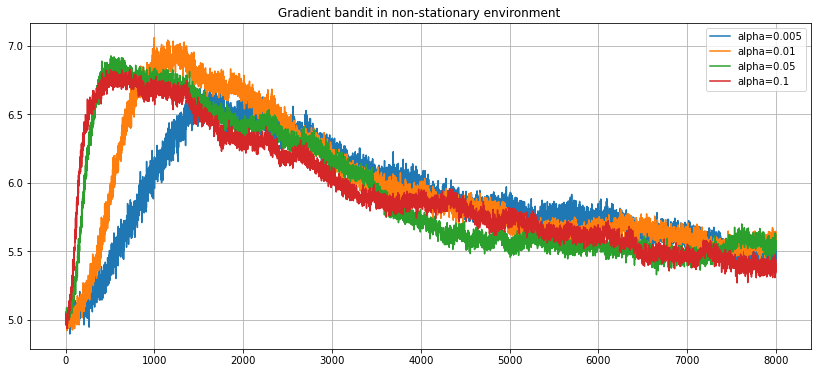 Gradient bandit in non-stationary environment
alpha=0.005
alpha=0.01
alpha=0.05
alpha=0.1
7.0
6.5
6.0
5.5
5.0
0 1000 2000 3000 4000 5000 6000 7000 8000